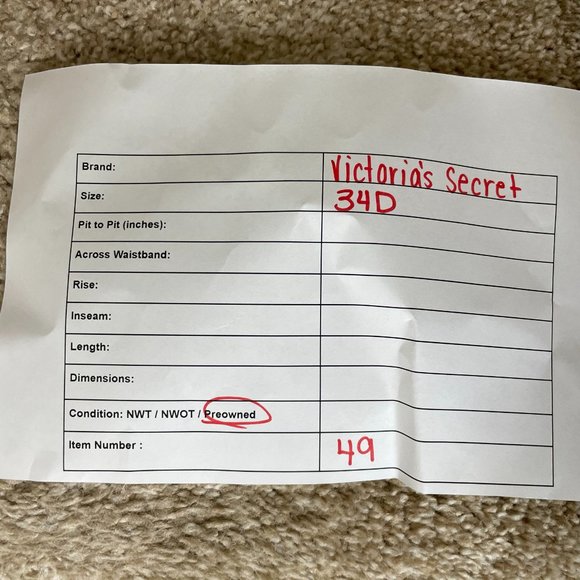 Brand: Victoria's Secret
Size: 34D
Pit to Pit (inches):
Across Waistband:
Rise:
Inseam:
Length:
Dimensions:
Condition: NWT / NWOT / Preowned
Item Number : 49